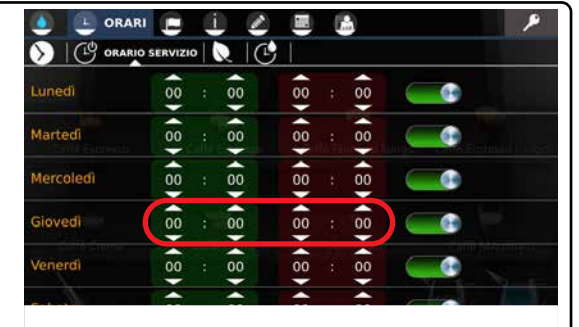 ORARI
ORARIO SERVIZIO
Lunedì 00 : 00 00 : 00
Martedì 00 : 00 00 : 00
Mercoledì 00 : 00 00 : 00
Giovedì 00 : 00 00 : 00
Venerdì 00 : 00 00 : 00